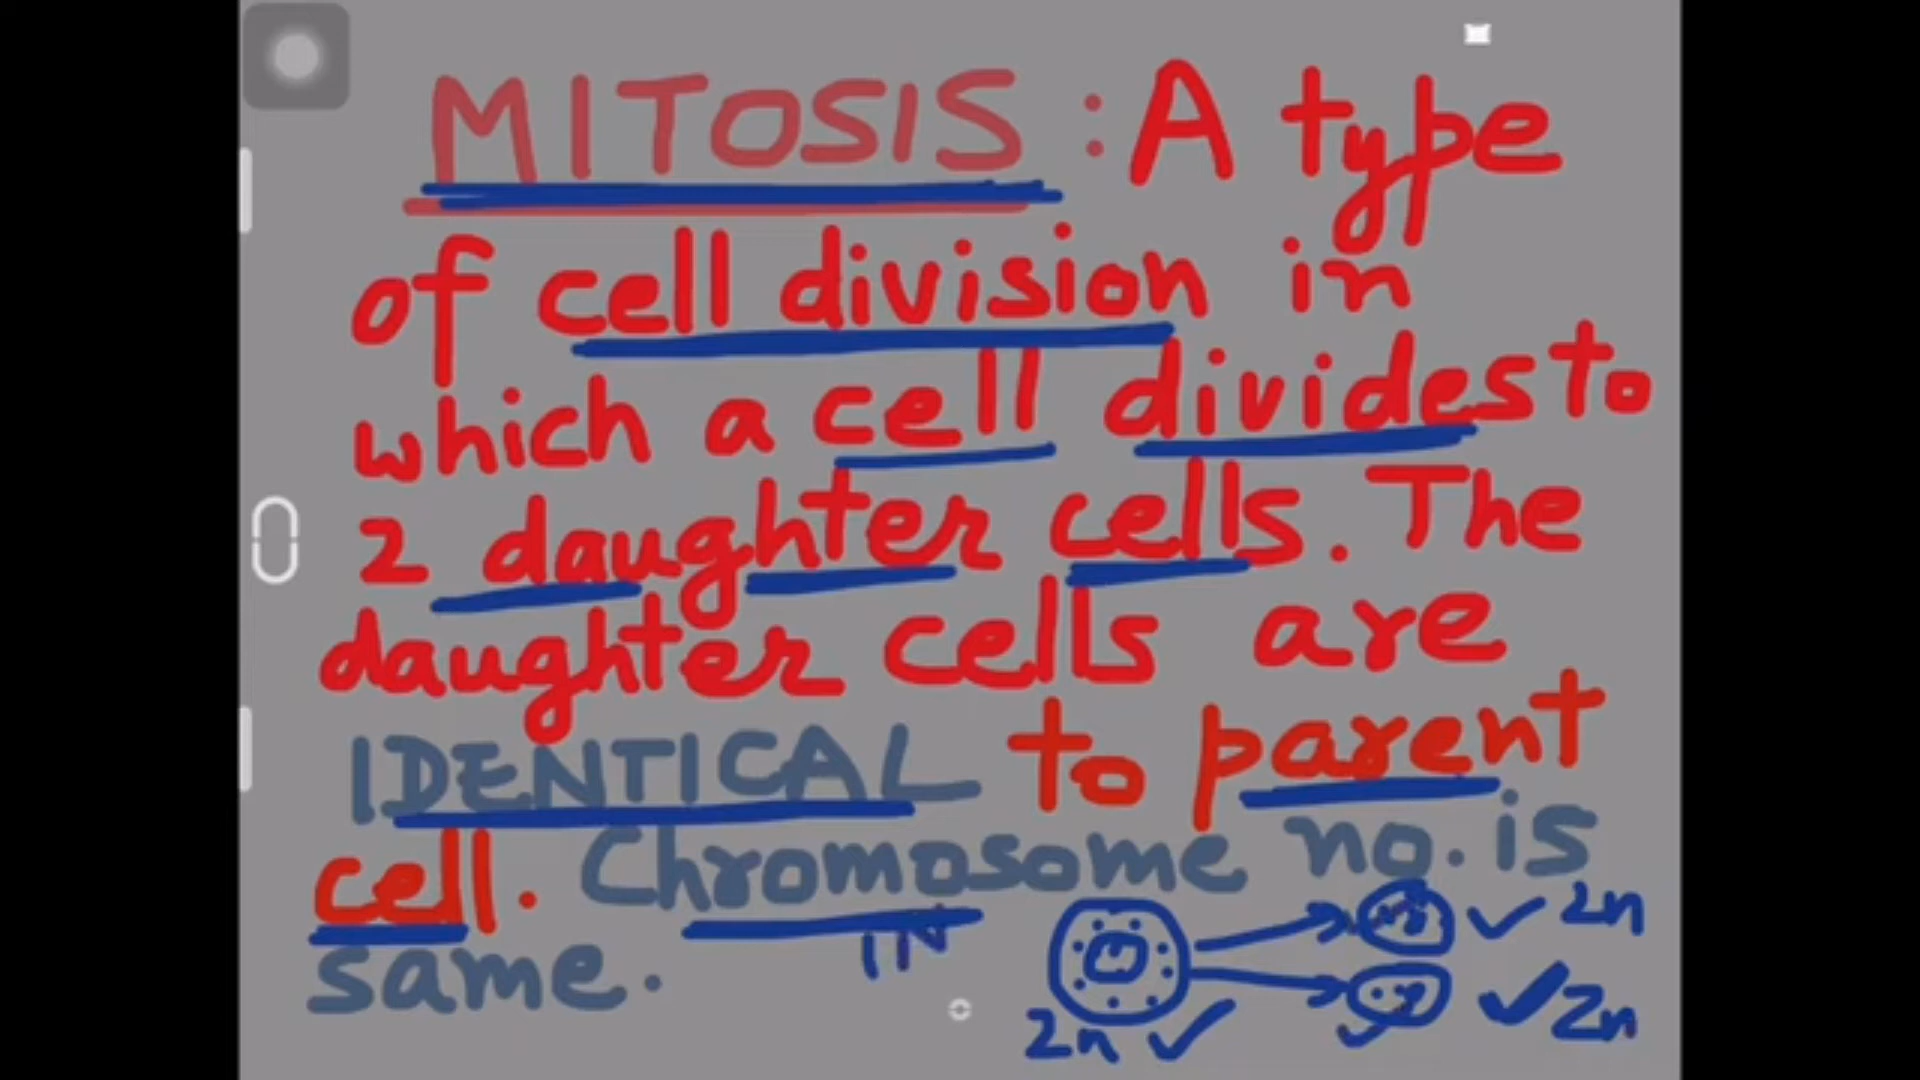 MITOSIS : A type
of cell division in
which a cell divides to
2 daughter cells. The
daughter cells are
IDENTICAL to parent
cell. Chromosome no. is
same.
2n
2n
2n